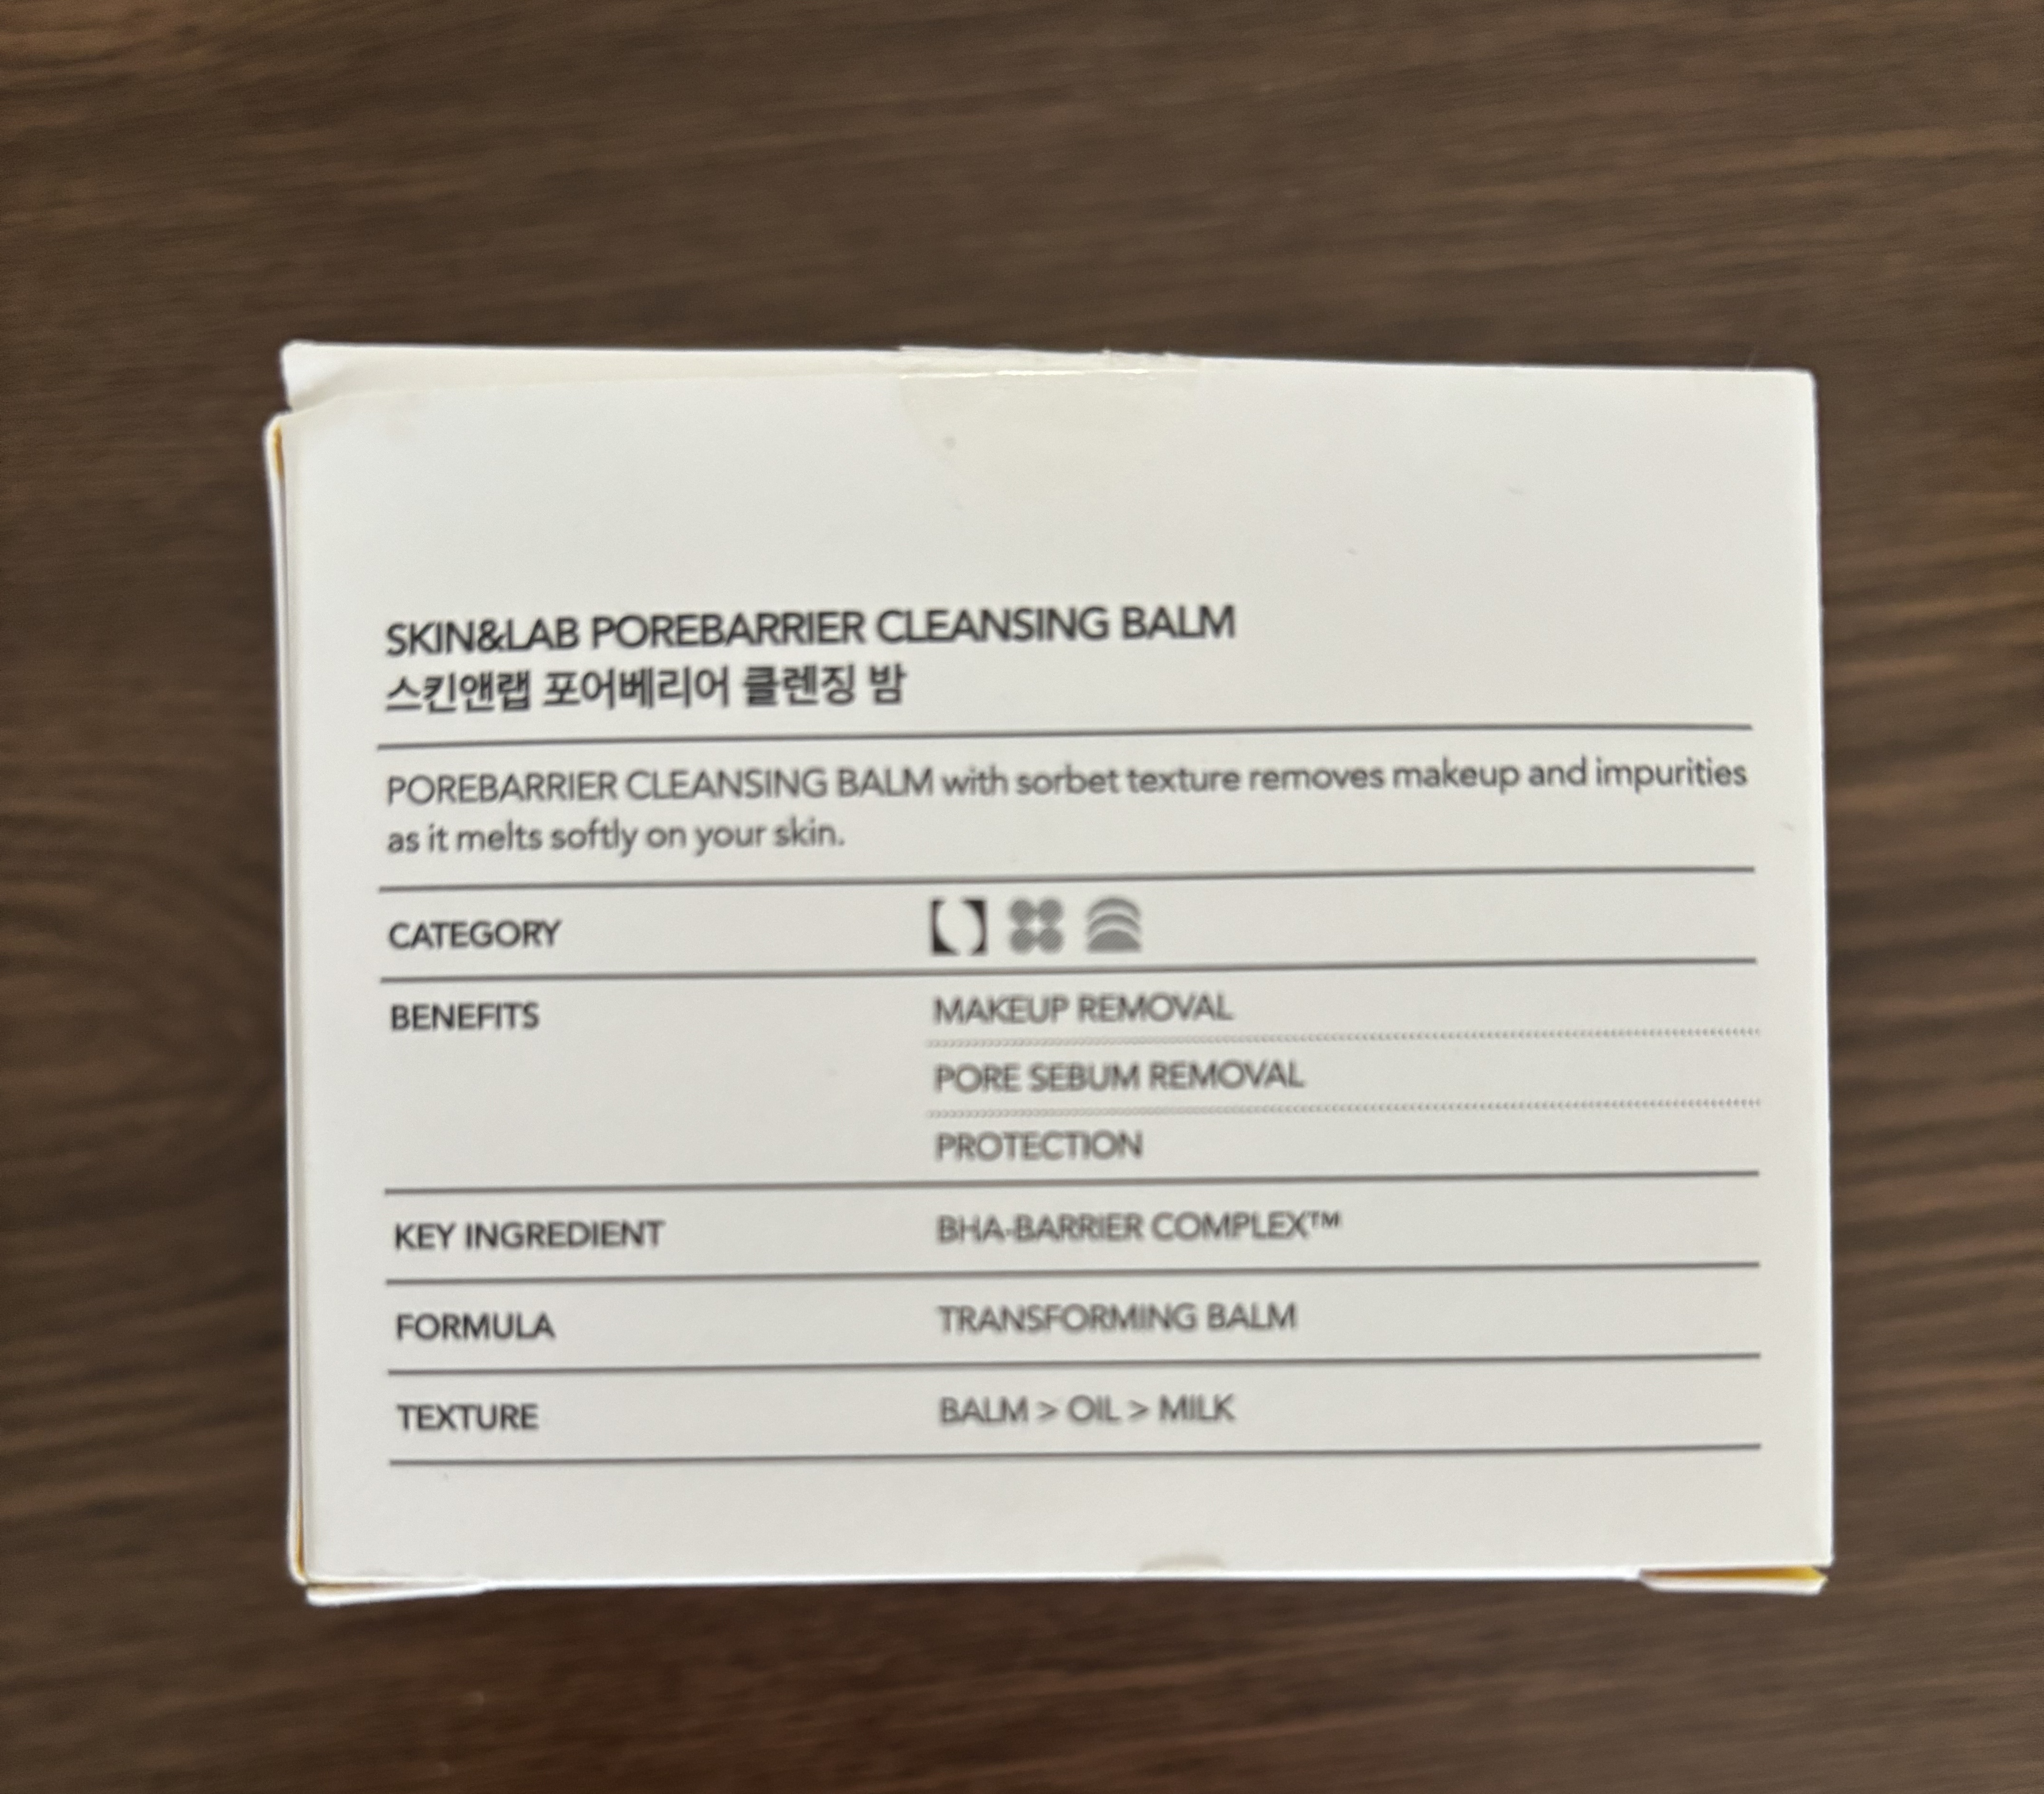 SKIN&LAB POREBARRIER CLEANSING BALM
스킨앤랩 포어베리어 클렌징 밤
POREBARRIER CLEANSING BALM with sorbet texture removes makeup and impurities
as it melts softly on your skin.
CATEGORY
BENEFITS MAKEUP REMOVAL
PORE SEBUM REMOVAL
PROTECTION
KEY INGREDIENT BHA-BARRIER COMPLEX™
FORMULA TRANSFORMING BALM
TEXTURE BALM > OIL > MILK